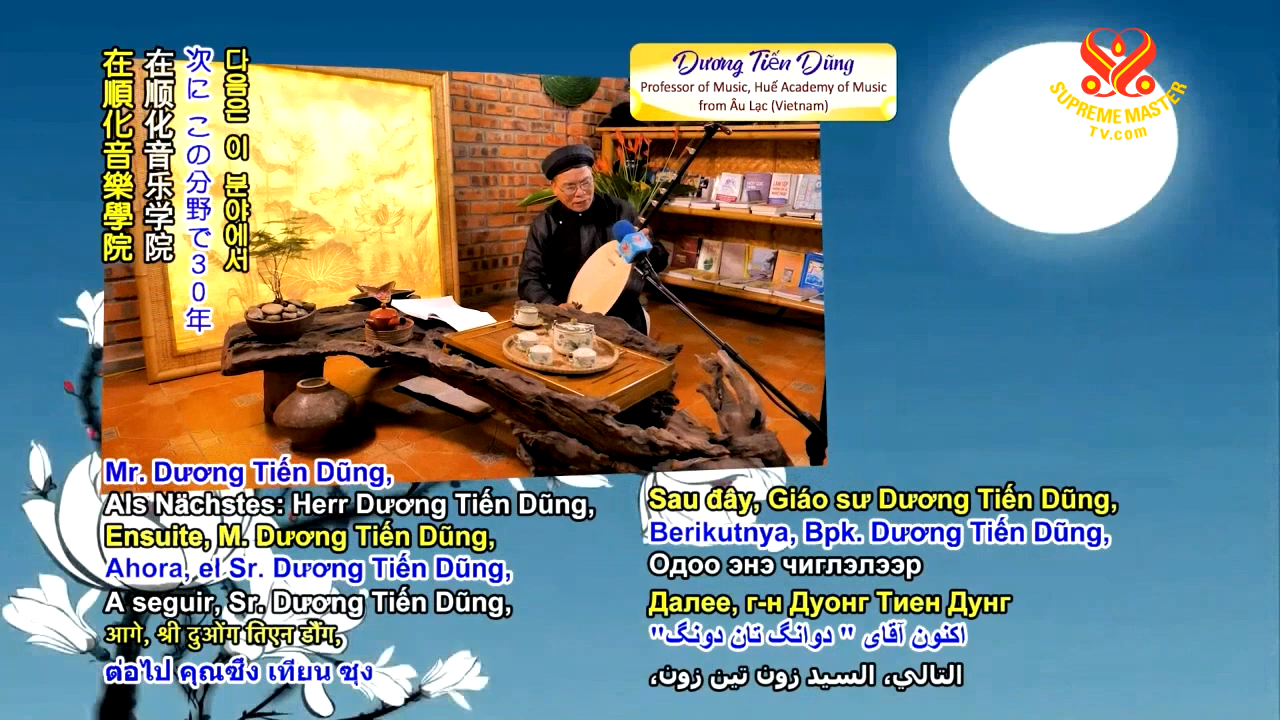 Dương Tiến Dũng
Professor of Music, Huế Academy of Music
from Âu Lạc (Vietnam)
SUPREME MASTER
TV.com
다음은 이 분야에서
次に この分野で30年
在顺化音乐学院
在順化音樂學院
Mr. Dương Tiến Dũng,
Als Nächstes: Herr Dương Tiến Dũng,
Ensuite, M. Dương Tiến Dũng,
Ahora, el Sr. Dương Tiến Dũng,
A seguir, Sr. Dương Tiến Dũng,
आगे, श्री दुओंग तिएन डौंग,
ต่อไป คุณซึง เทียน ซุง
Sau đây, Giáo sư Dương Tiến Dũng,
Berikutnya, Bpk. Dương Tiến Dũng,
Одоо энэ чиглэлээр
Далее, г-н Дуонг Тиен Дунг
اکنون آقای " دوانگ تان دونگ"
التالي، السيد زون تين زون،